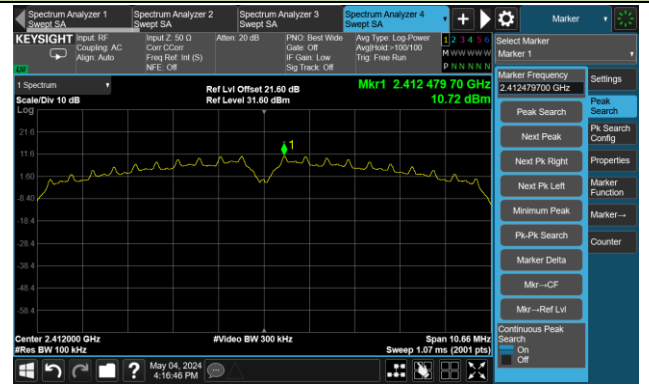 Spectrum Analyzer 1
Swept SA
Spectrum Analyzer 2
Swept SA
Spectrum Analyzer 3
Swept SA
Spectrum Analyzer 4
Swept SA
Marker
KEYSIGHT
Input: RF
Coupling: AC
Align: Auto
Input Z: 50 Ω
Corr CCorr
Freq Ref: Int (S)
NFE: Off
Atten: 20 dB
PNO: Best Wide
Gate: Off
IF Gain: Low
Sig Track: Off
Avg Type: Log-Power
Avg|Hold:>100/100
Trig: Free Run
1 2 3 4 5 6
M W W W W W
P N N N N N
Select Marker
Marker 1
1 Spectrum
Scale/Div 10 dB
Log
Ref Lvl Offset 21.60 dB
Ref Level 31.60 dBm
Mkr1 2.412 479 70 GHz
10.72 dBm
21.6
11.6
1.60
-8.40
-18.4
-28.4
-38.4
-48.4
-58.4
1
Center 2.412000 GHz
#Res BW 100 kHz
#Video BW 300 kHz
Span 10.66 MHz
Sweep 1.07 ms (2001 pts)
Marker Frequency
2.412479700 GHz
Peak Search
Next Peak
Next Pk Right
Next Pk Left
Minimum Peak
Pk-Pk Search
Marker Delta
Mkr→CF
Mkr→Ref Lvl
Continuous Peak
Search
On
Off
Settings
Peak
Search
Pk Search
Config
Properties
Marker
Function
Marker→
Counter
?
May 04, 2024
4:16:46 PM